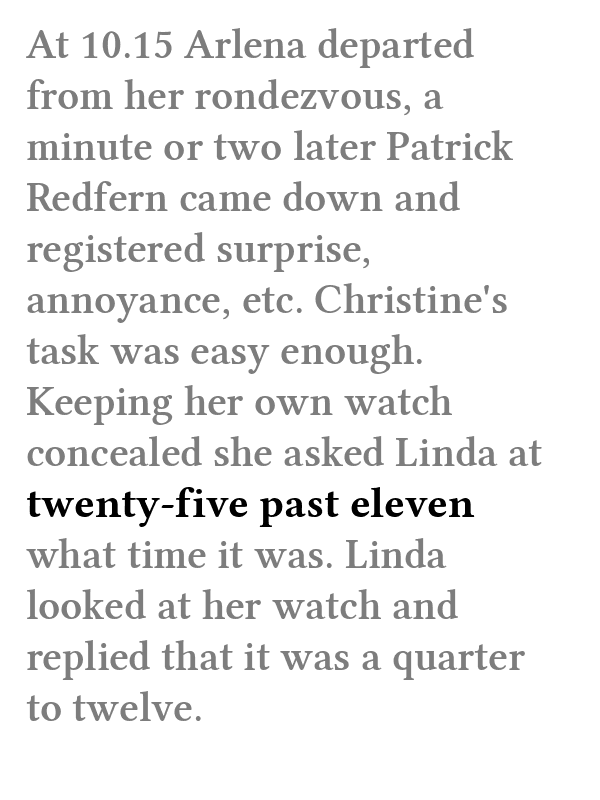 At 10.15 Arlena departed
from her rondezvous, a
minute or two later Patrick
Redfern came down and
registered surprise,
annoyance, etc. Christine's
task was easy enough.
Keeping her own watch
concealed she asked Linda at
twenty-five past eleven
what time it was. Linda
looked at her watch and
replied that it was a quarter
to twelve.